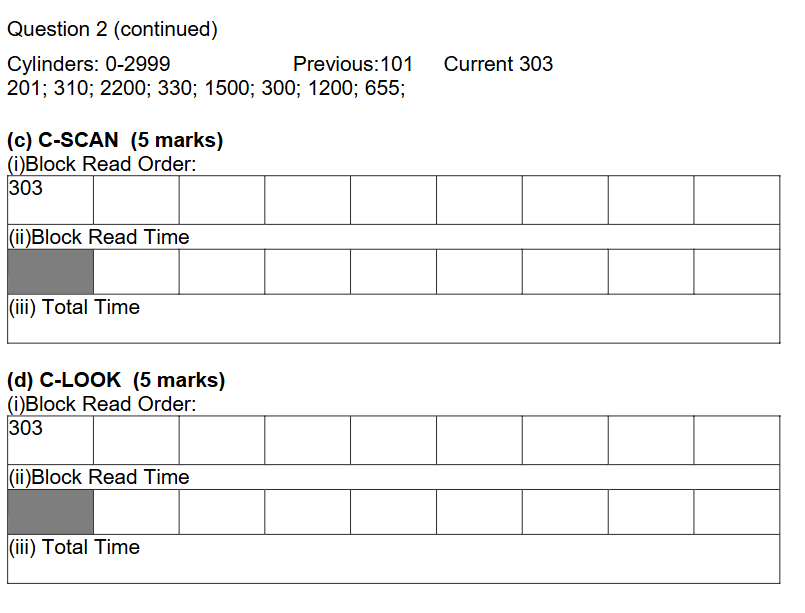 Question 2 (continued)
Cylinders: 0-2999 Previous:101 Current 303
201; 310; 2200; 330; 1500; 300; 1200; 655;
(c) C-SCAN (5 marks)
(i)Block Read Order:
303
(ii)Block Read Time
(iii) Total Time
(d) C-LOOK (5 marks)
(i)Block Read Order:
303
(ii)Block Read Time
(iii) Total Time